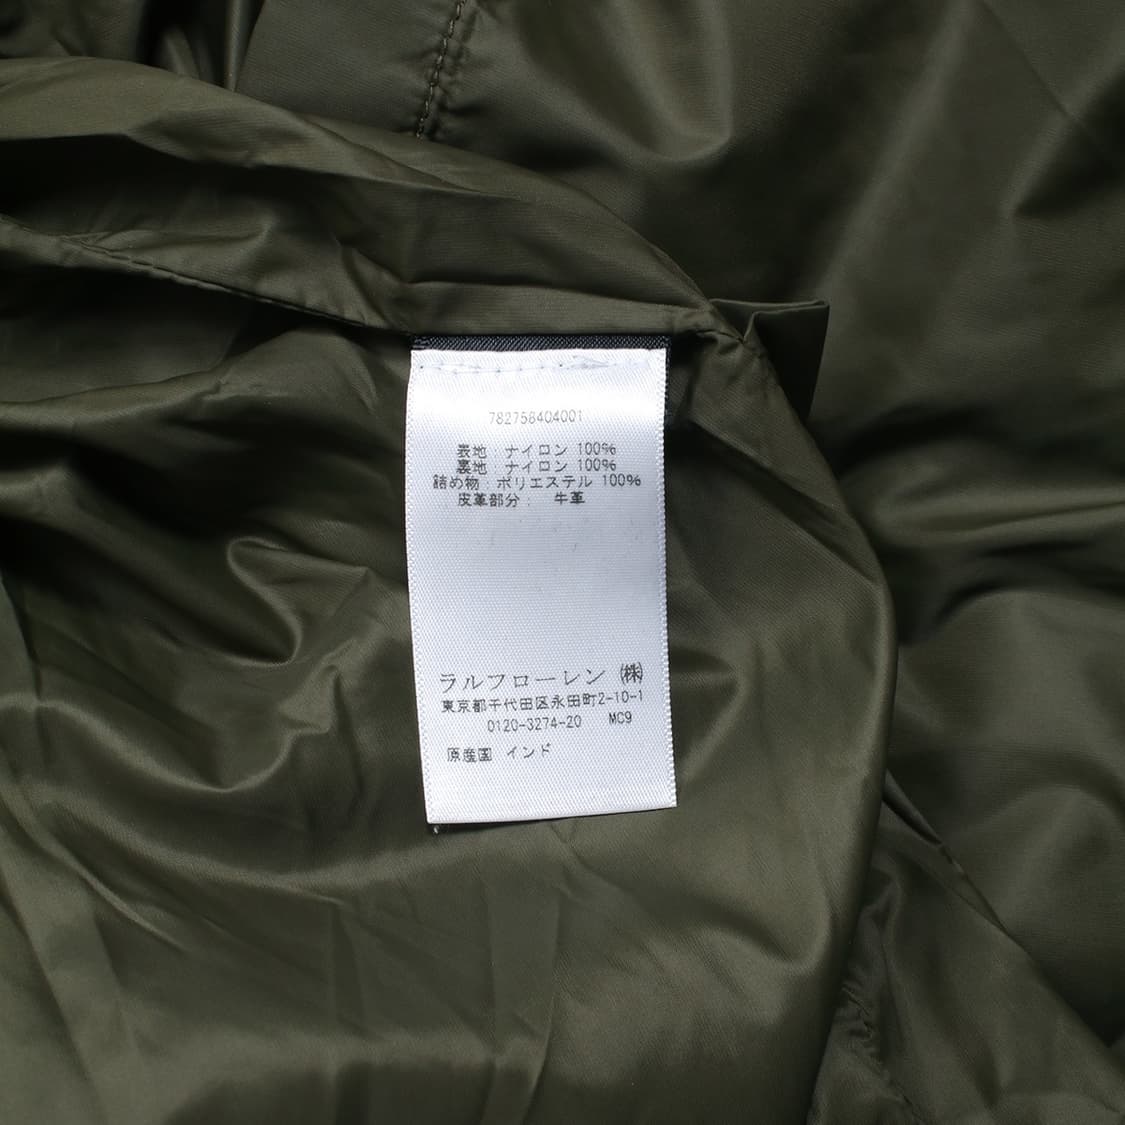 782756404001
表地 : ナイロン 100%
裏地 : ナイロン 100%
詰め物 : ポリエステル 100%
皮革部分 : 牛革
ラルフローレン ㈱
東京都千代田区永田町2-10-1
0120-3274-20 MC9
原産国 インド